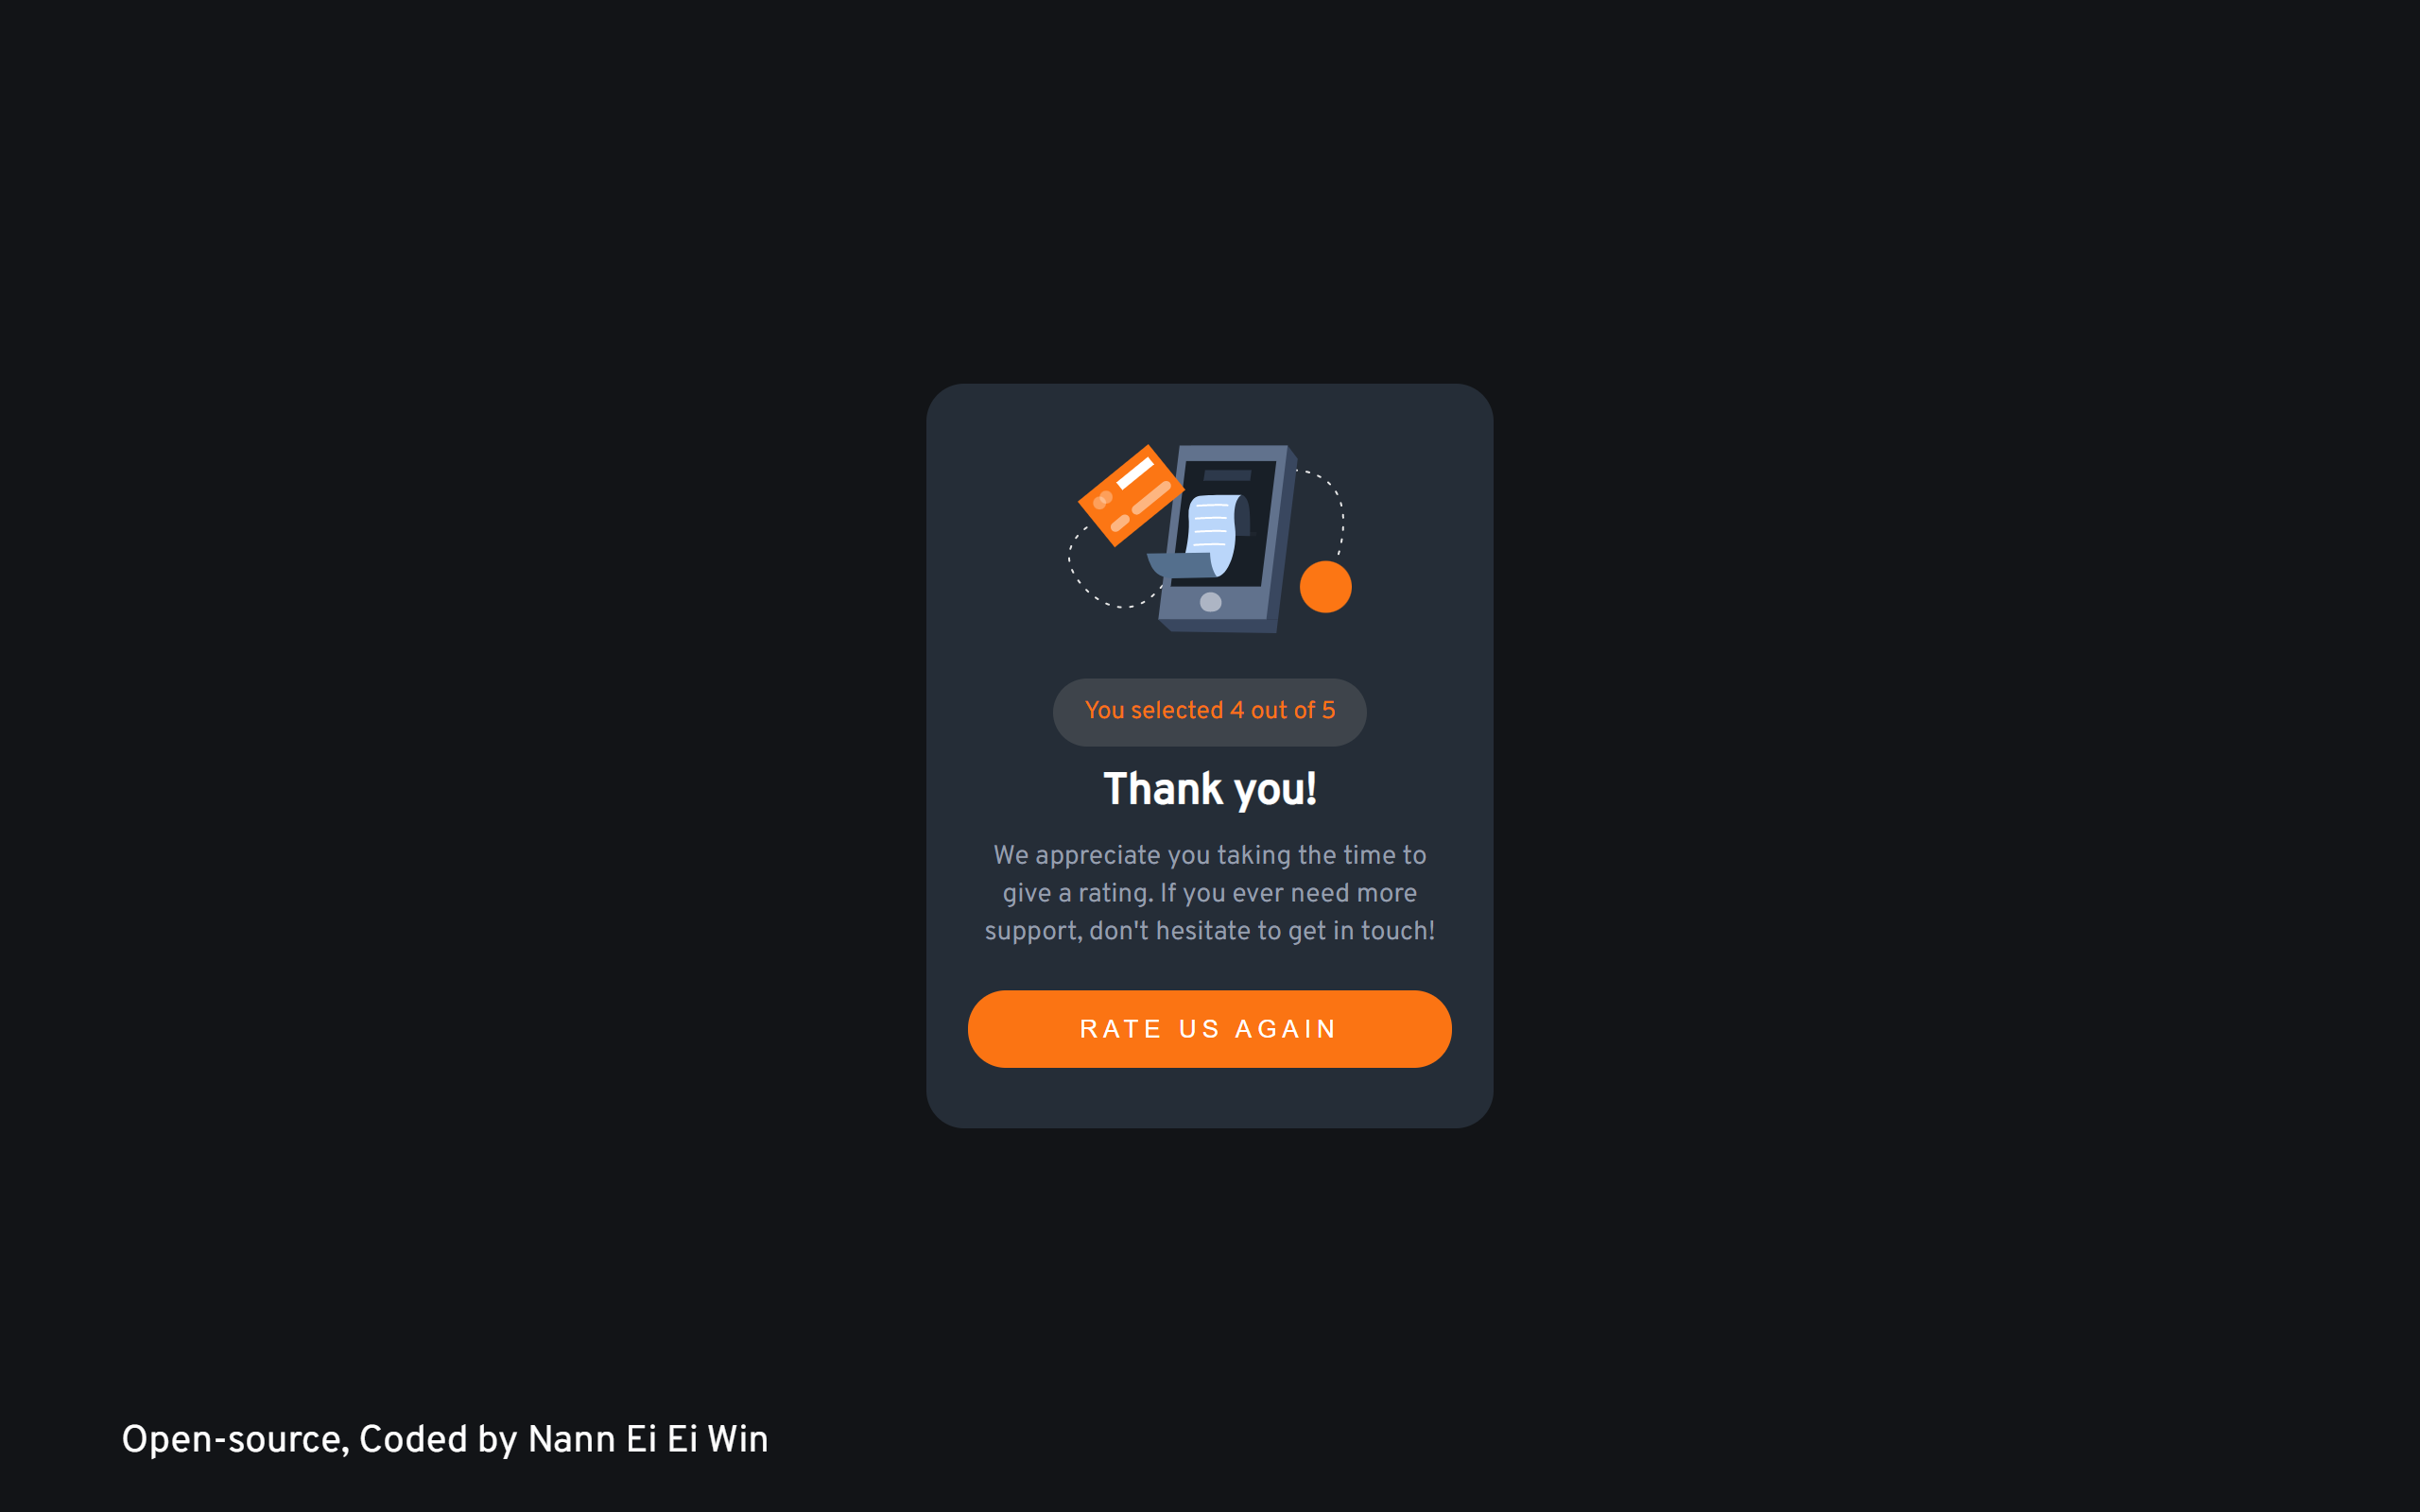 You selected 4 out of 5
Thank you!
We appreciate you taking the time to
give a rating. If you ever need more
support, don't hesitate to get in touch!
RATE US AGAIN
Open-source, Coded by Nann Ei Ei Win